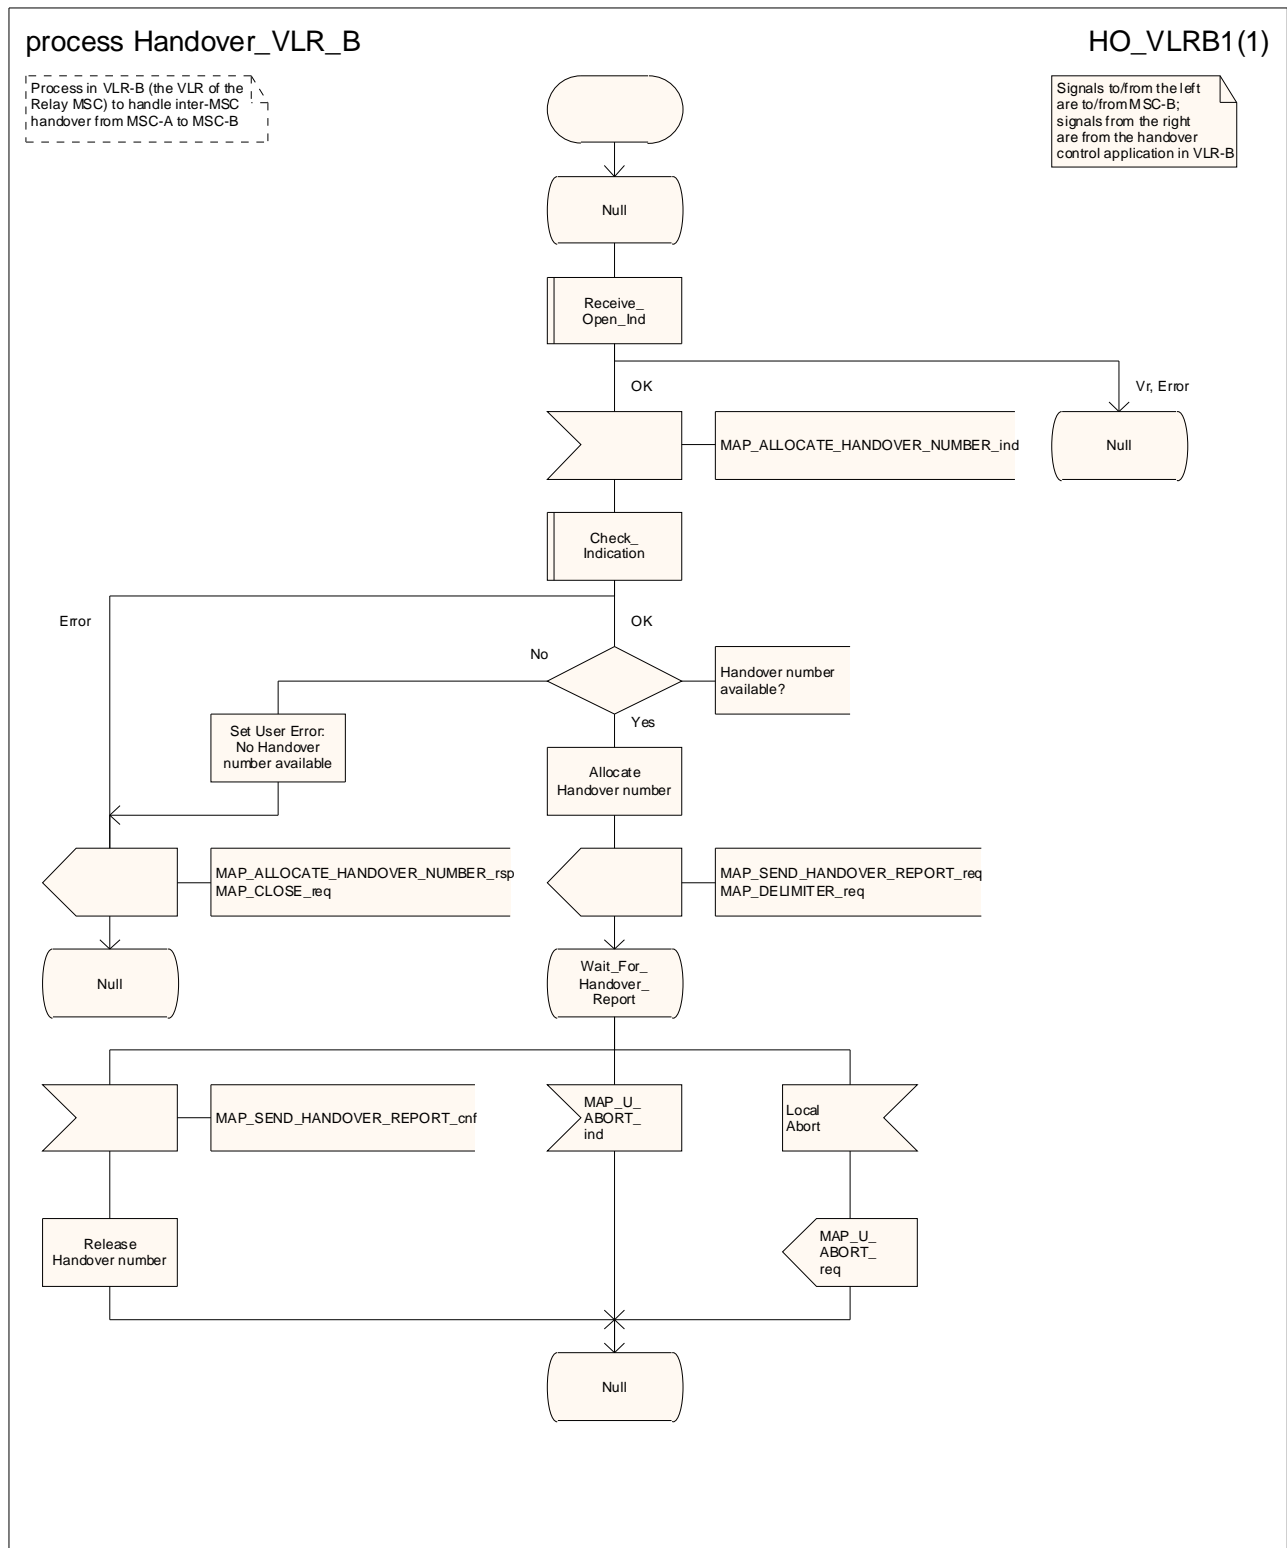 process Handover_VLR_B
HO_VLRB1(1)
Process in VLR-B (the VLR of the
Relay MSC) to handle inter-MSC
handover from MSC-A to MSC-B
Signals to/from the left
are to/from MSC-B;
signals from the right
are from the handover
control application in VLR-B
Null
Receive_
Open_Ind
OK
Vr, Error
MAP_ALLOCATE_HANDOVER_NUMBER_ind
Null
Check_
Indication
Error
OK
No
Handover number
available?
Yes
Set User Error:
No Handover
number available
Allocate
Handover number
MAP_ALLOCATE_HANDOVER_NUMBER_rsp
MAP_CLOSE_req
MAP_SEND_HANDOVER_REPORT_req
MAP_DELIMITER_req
Null
Wait_For_
Handover_
Report
MAP_SEND_HANDOVER_REPORT_cnf
MAP_U_
ABORT_
ind
Local
Abort
Release
Handover number
MAP_U_
ABORT_
req
Null